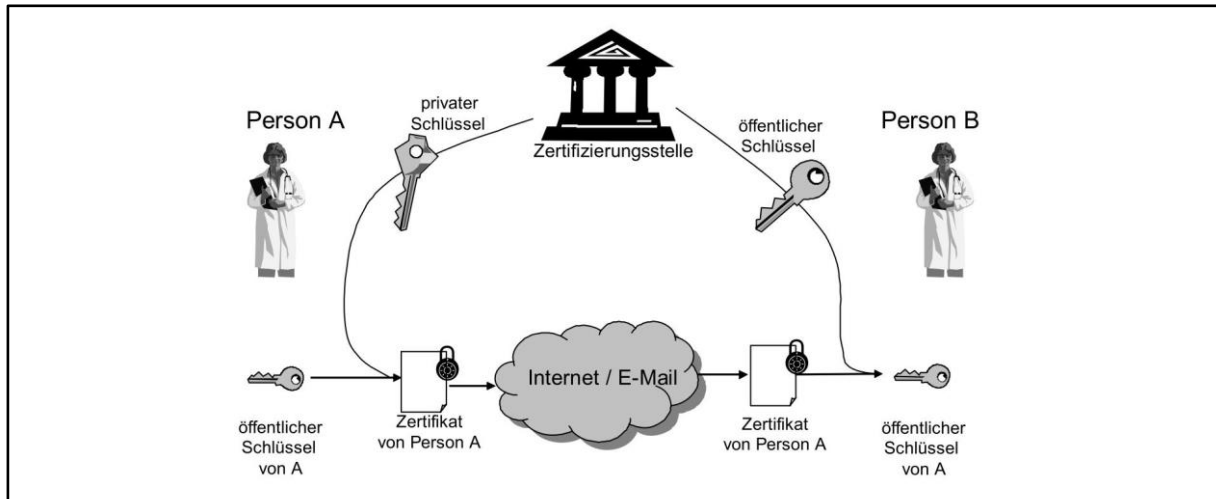 Person A
privater
Schlüssel
Zertifizierungsstelle
öffentlicher
Schlüssel
Person B
öffentlicher
Schlüssel
von A
Zertifikat
von Person A
Internet / E-Mail
Zertifikat
von Person A
öffentlicher
Schlüssel
von A